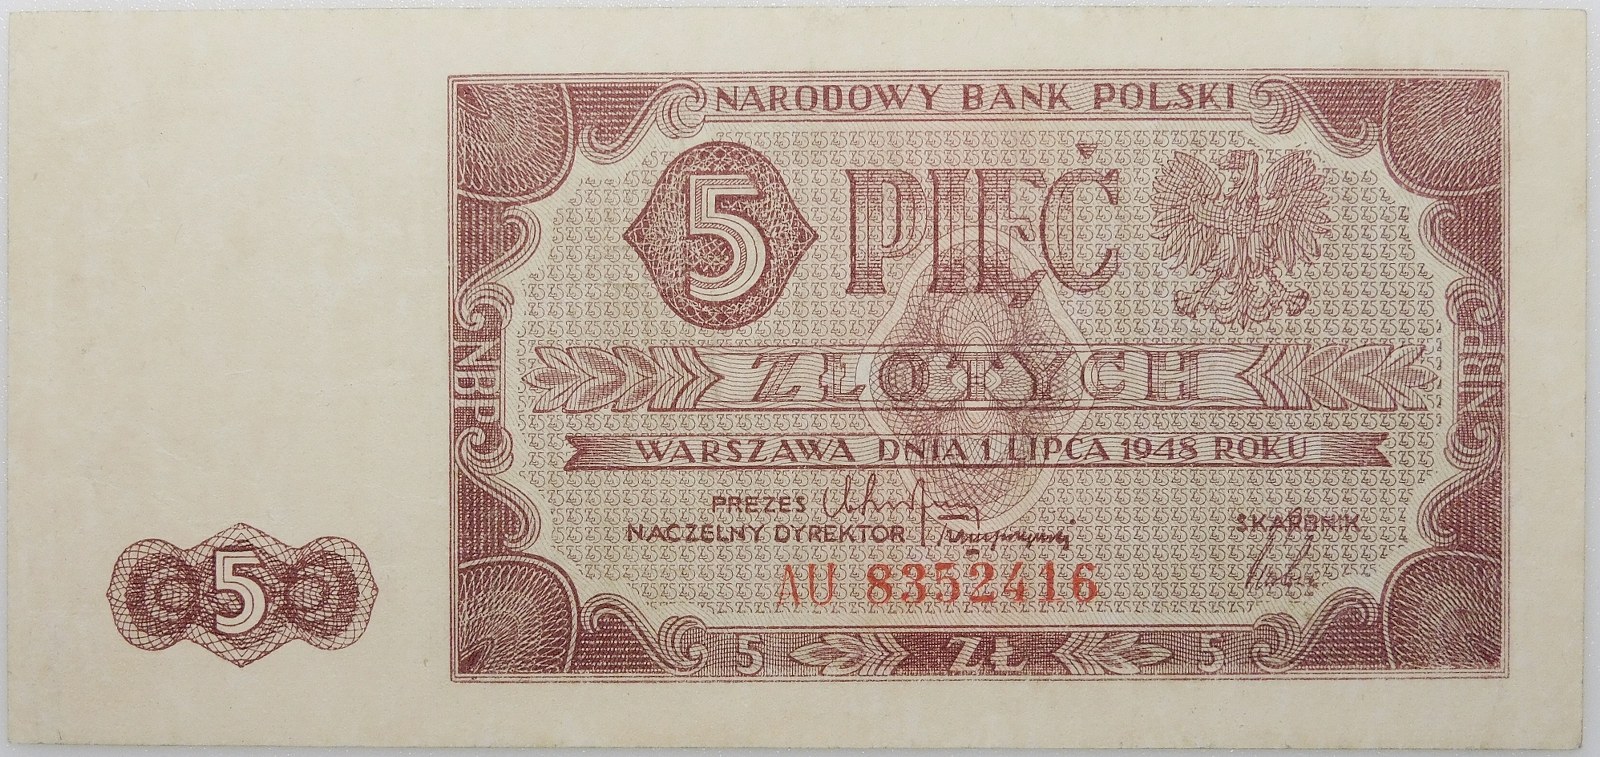 NARODOWY BANK POLSKI
5 PIĘĆ
ZŁOTYCH
NBP
NBP
WARSZAWA DNIA 1 LIPCA 1948 ROKU
PREZES
NACZELNY DYREKTOR
SKARBNIK
AU 8352416
5
5 ZŁ 5